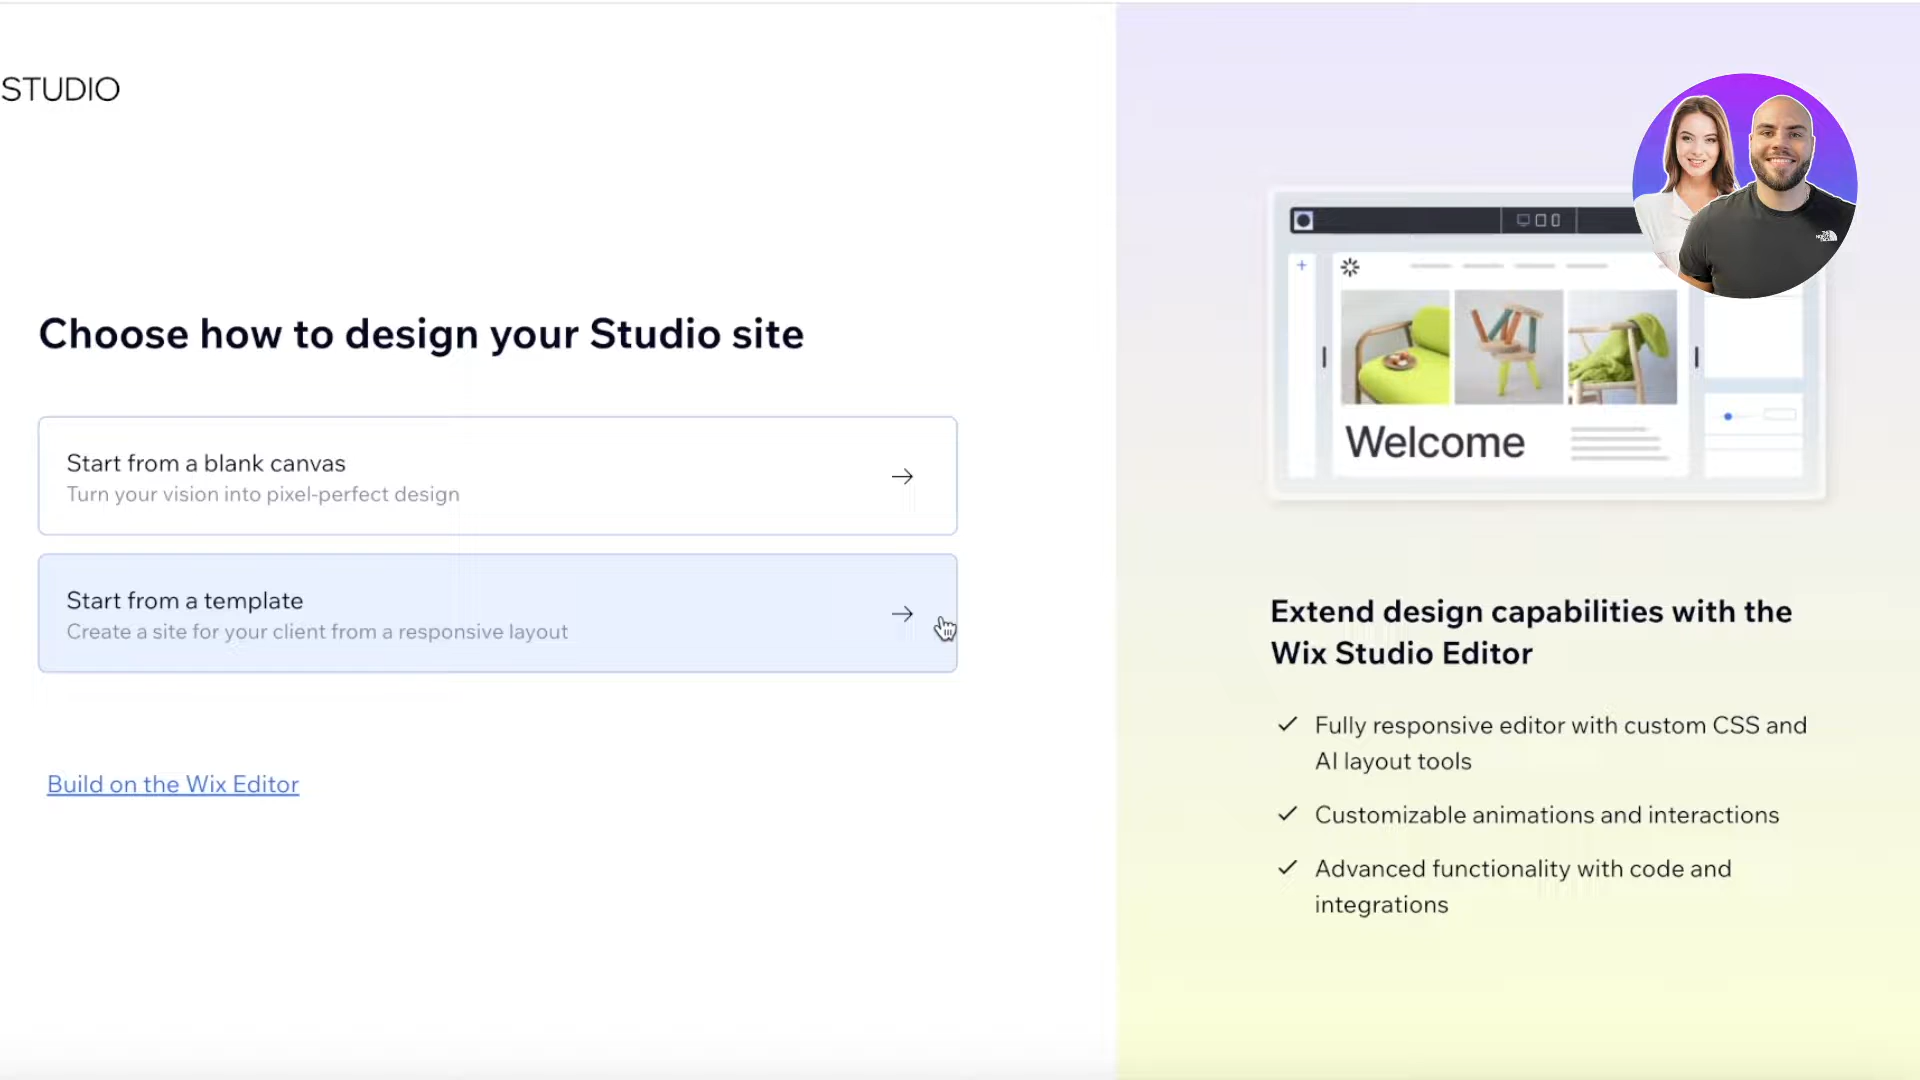 STUDIO
Choose how to design your Studio site
Start from a blank canvas
Turn your vision into pixel-perfect design
Start from a template
Create a site for your client from a responsive layout
Build on the Wix Editor
Welcome
THE NORTH FACE
Extend design capabilities with the
Wix Studio Editor
Fully responsive editor with custom CSS and
AI layout tools
Customizable animations and interactions
Advanced functionality with code and
integrations